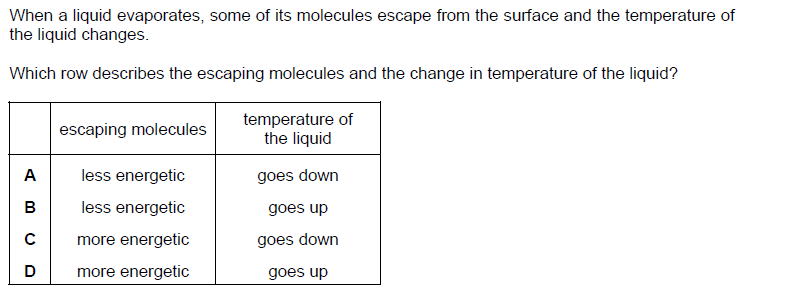 When a liquid evaporates, some of its molecules escape from the surface and the temperature of
the liquid changes.
Which row describes the escaping molecules and the change in temperature of the liquid?
escaping molecules temperature of
the liquid
A less energetic goes down
B less energetic goes up
C more energetic goes down
D more energetic goes up